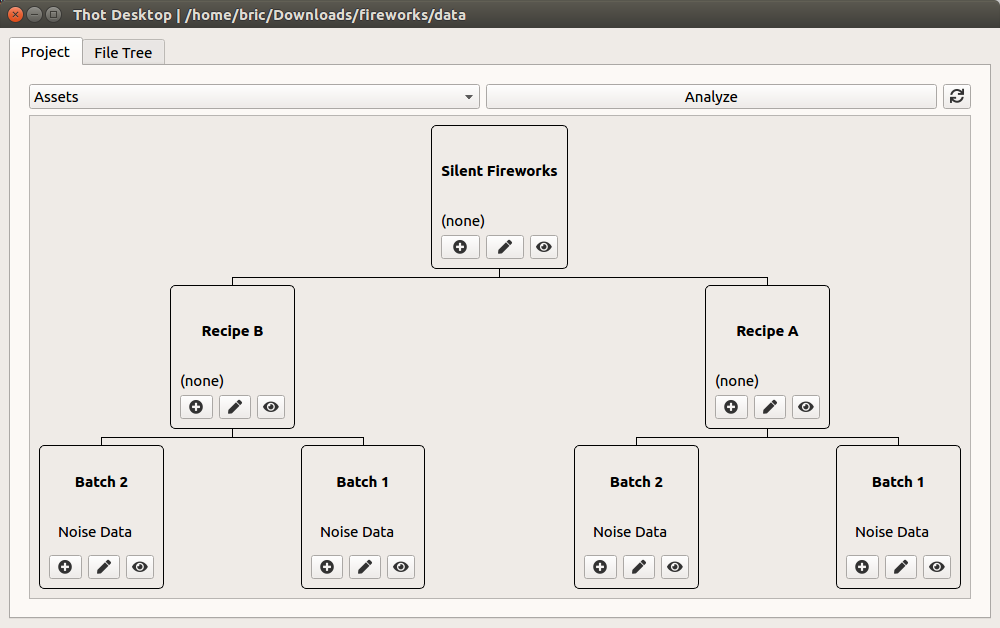 Thot Desktop | /home/bric/Downloads/fireworks/data
Project File Tree
Assets Analyze
Silent Fireworks
(none)
Recipe B Recipe A
(none) (none)
Batch 2 Batch 1 Batch 2 Batch 1
Noise Data Noise Data Noise Data Noise Data